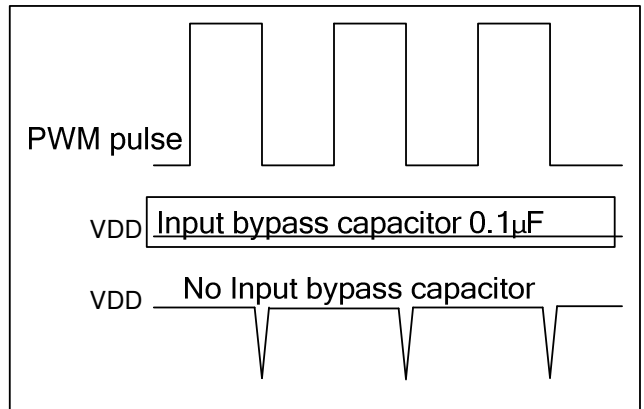 PWM pulse
VDD Input bypass capacitor 0.1μF
VDD No Input bypass capacitor